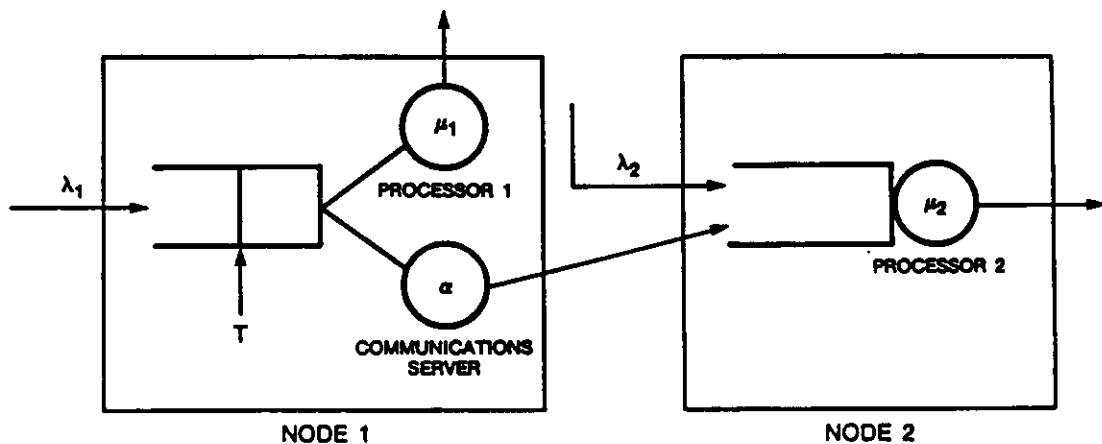 μ1
PROCESSOR 1
λ1
T
α
COMMUNICATIONS
SERVER
NODE 1
λ2
μ2
PROCESSOR 2
NODE 2